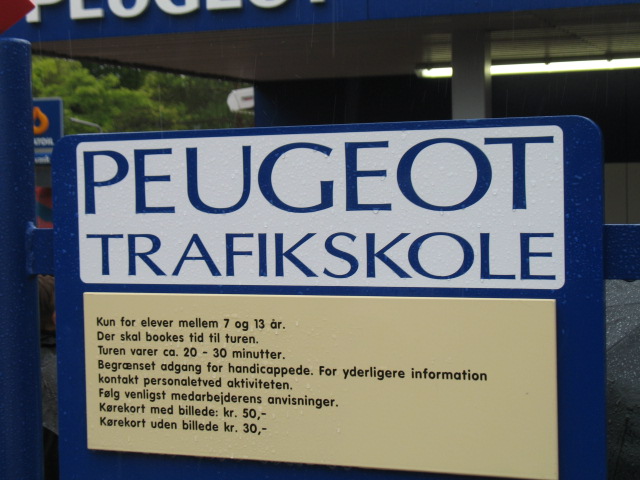 PEUGEOT
PEUGEOT
TRAFIKSKOLE
Kun for elever mellem 7 og 13 år.
Der skal bookes tid til turen.
Turen varer ca. 20 - 30 minutter.
Begrænset adgang for handicappede. For yderligere information
kontakt personaletved aktiviteten.
Følg venligst medarbejderens anvisninger.
Kørekort med billede: kr. 50,-
Kørekort uden billede kr. 30,-